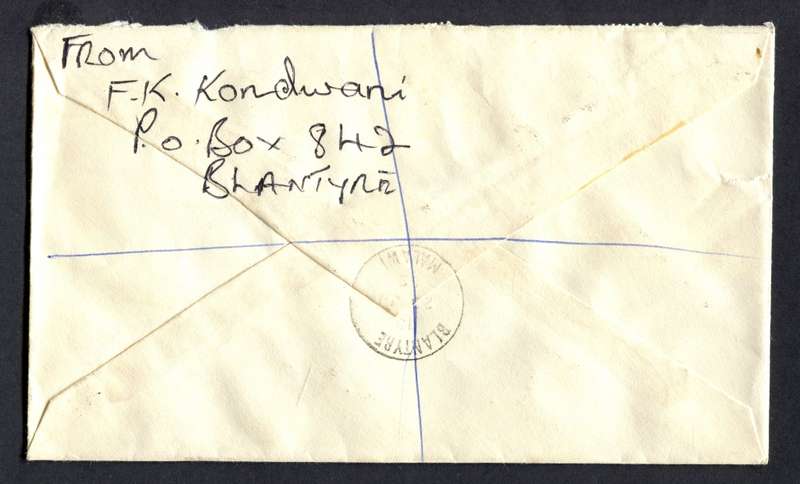 From
F.K. Kondwani
P.O. Box 842
BLANTYRE
BLANTYRE
MALAWI